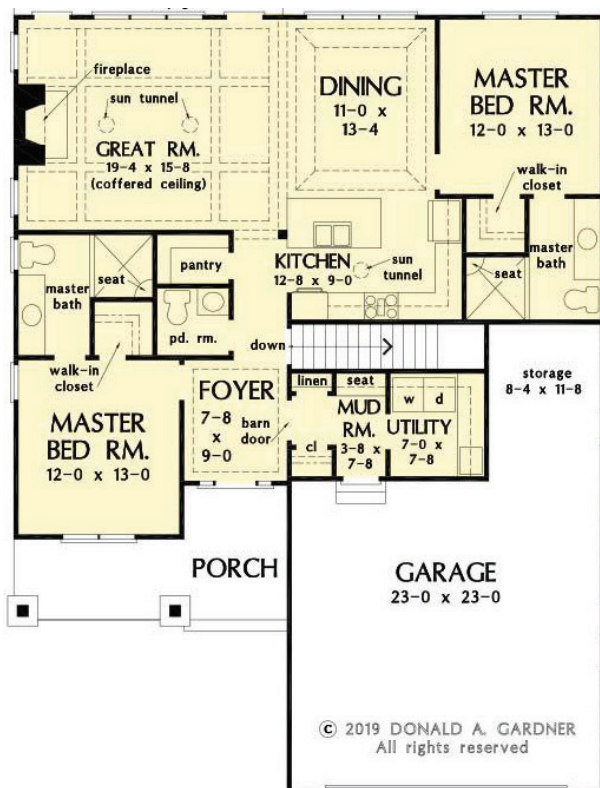 fireplace
sun tunnel
GREAT RM.
19-4 x 15-8
(coffered ceiling)
DINING
11-0 x
13-4
MASTER
BED RM.
12-0 x 13-0
walk-in
closet
master
bath
seat
pantry
KITCHEN
12-8 x 9-0
sun
tunnel
seat
master
bath
pd. rm.
down
walk-in
closet
MASTER
BED RM.
12-0 x 13-0
FOYER
7-8
x
9-0
barn
door
linen
cl
seat
MUD
RM.
3-8 x
7-8
w d
UTILITY
7-0 x
7-8
storage
8-4 x 11-8
PORCH
GARAGE
23-0 x 23-0
© 2019 DONALD A. GARDNER
All rights reserved